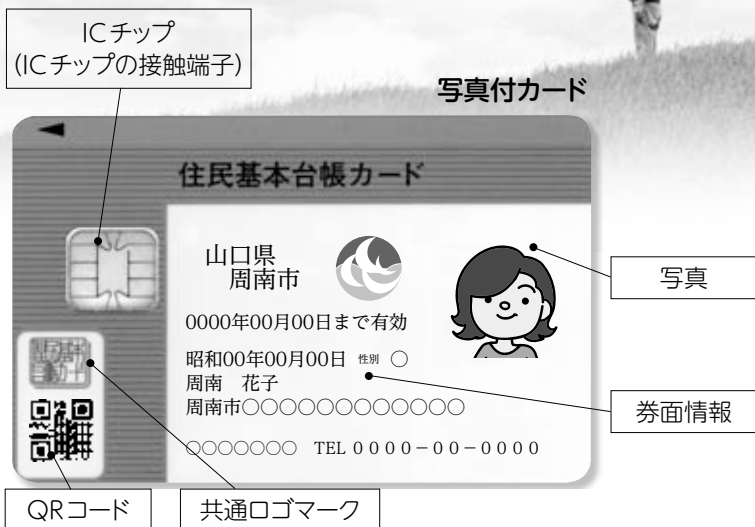 ICチップ
(ICチップの接触端子)
写真付カード
住民基本台帳カード
山口県
周南市
0000年00月00日まで有効
昭和00年00月00日 性別 ○
周南 花子
周南市○○○○○○○○○○○○
○○○○○○○ TEL 0000-00-0000
写真
券面情報
QRコード
共通ロゴマーク